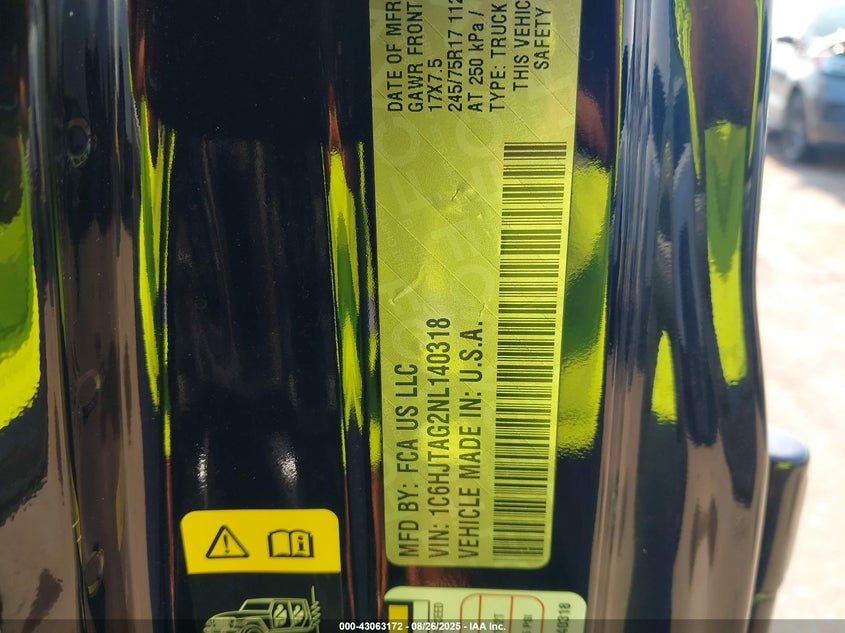 DATE OF MFR
GAWR FRONT
17X7.5
245/75R17 112
AT 250 kPa /
TYPE: TRUCK
THIS VEHIC
SAFETY
MFD BY: FCA US LLC
VIN: 1C6HJTAG2NL140318
VEHICLE MADE IN: U.S.A.
40318
000-43063172 - 08/26/2025 - IAA Inc.